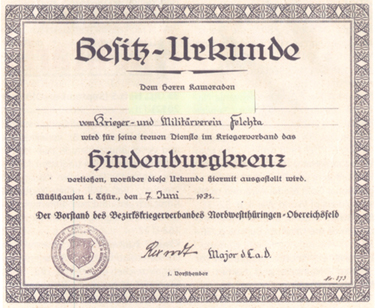 Besitz-Urkunde
Dem Herrn Kameraden
vom Krieger- und Militärverein Felchta
wird für seine treuen Dienste im Kriegerverband das
Hindenburgkreuz
verliehen, worüber diese Urkunde hiermit ausgestellt wird.
Mühlhausen i. Thür., den 7. Juni 1931.
Der Vorstand des Bezirkskriegerverbandes Nordwestthüringen-Obereichsfeld
Major d.L.a.D.
1. Vorsitzender